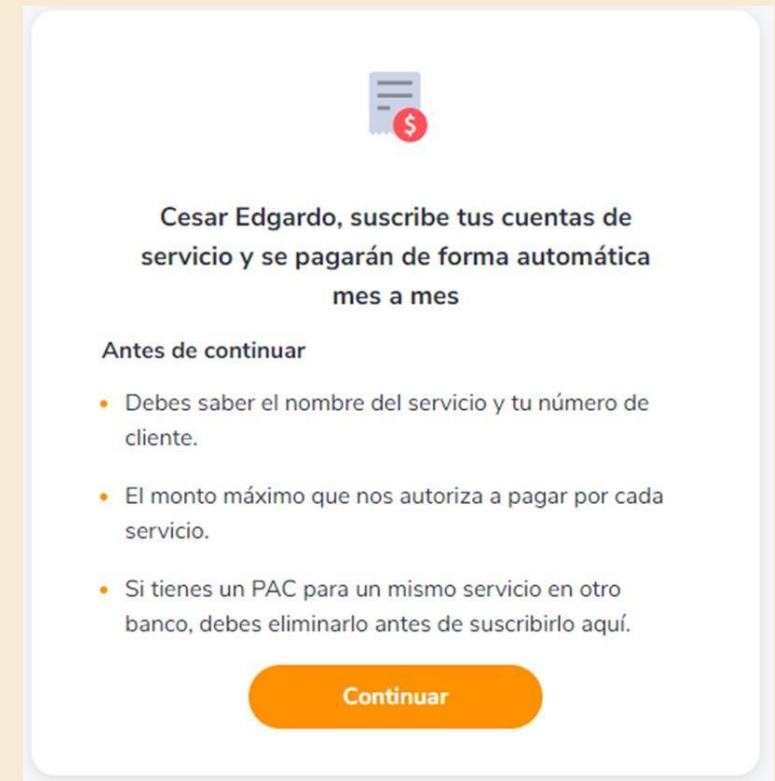 $
Cesar Edgardo, suscribe tus cuentas de
servicio y se pagarán de forma automática
mes a mes
Antes de continuar
• Debes saber el nombre del servicio y tu número de
cliente.
• El monto máximo que nos autoriza a pagar por cada
servicio.
• Si tienes un PAC para un mismo servicio en otro
banco, debes eliminarlo antes de suscribirlo aquí.
Continuar